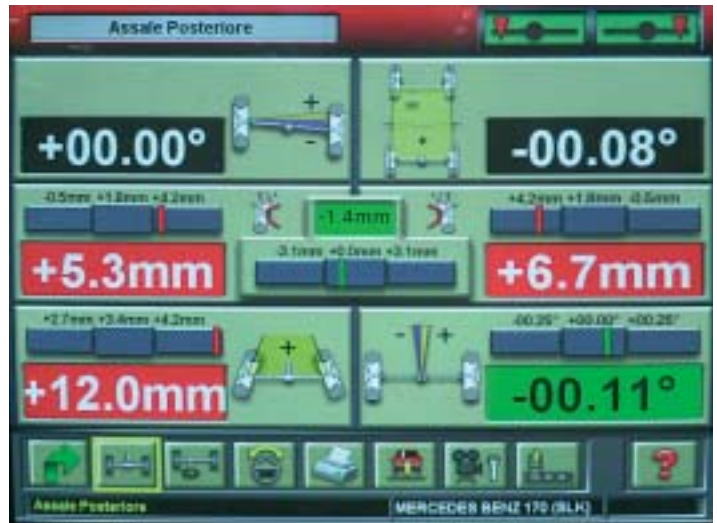 Assale Posteriore
+00.00°
-00.08°
-0.5mm +1.8mm +4.2mm
-1.4mm
+4.2mm +1.8mm -0.5mm
+5.3mm
-3.1mm +0.0mm +3.1mm
+6.7mm
+2.7mm +3.4mm +4.2mm
-00.25° +00.00° +00.25°
+12.0mm
-00.11°
Assale Posteriore
MERCEDES BENZ 170 (SLK)